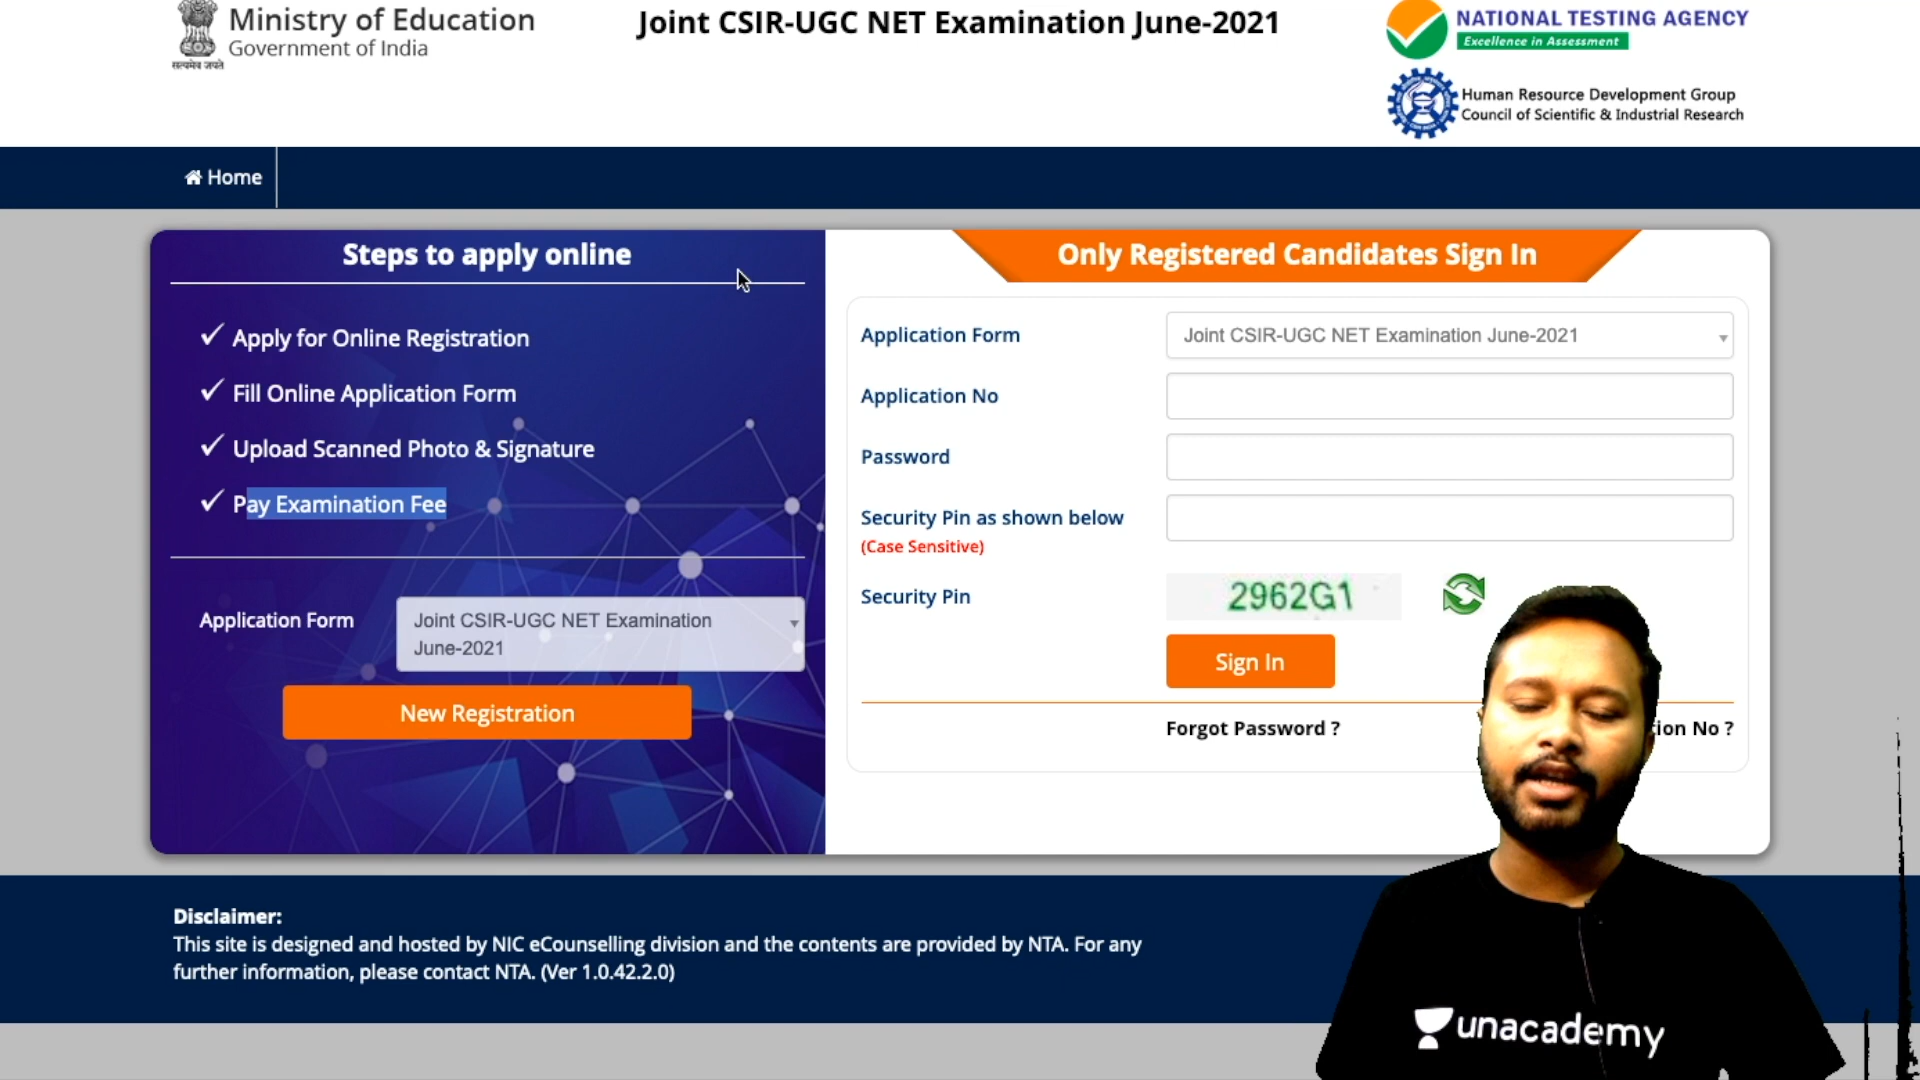 Ministry of Education
Government of India
सत्यमेव जयते
Joint CSIR-UGC NET Examination June-2021
NATIONAL TESTING AGENCY
Excellence in Assessment
Human Resource Development Group
Council of Scientific & Industrial Research
Home
Steps to apply online
Apply for Online Registration
Fill Online Application Form
Upload Scanned Photo & Signature
Pay Examination Fee
Application Form
Joint CSIR-UGC NET Examination
June-2021
New Registration
Only Registered Candidates Sign In
Application Form
Joint CSIR-UGC NET Examination June-2021
Application No
Password
Security Pin as shown below
(Case Sensitive)
Security Pin
2962G1
Sign In
Forgot Password ?
tion No ?
Disclaimer:
This site is designed and hosted by NIC eCounselling division and the contents are provided by NTA. For any
further information, please contact NTA. (Ver 1.0.42.2.0)
unacademy